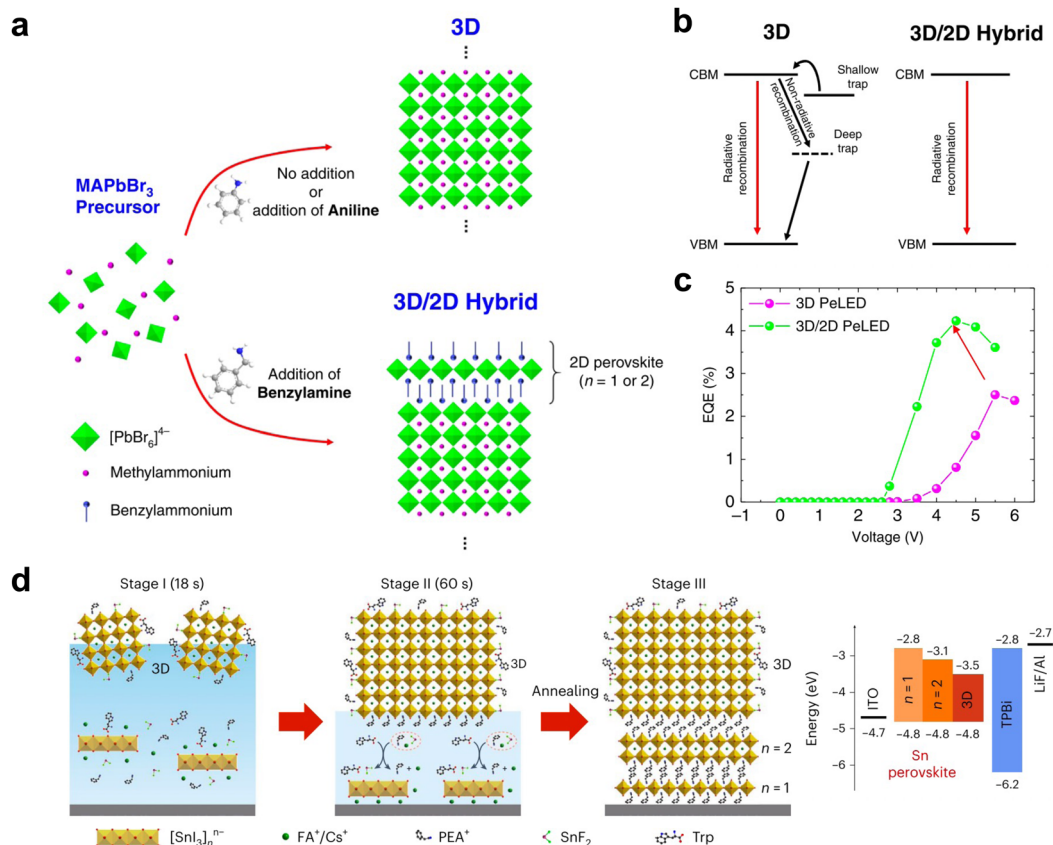 a
3D
MAPbBr3
Precursor
No addition
or
addition of Aniline
3D/2D Hybrid
Addition of
Benzylamine
2D perovskite
(n = 1 or 2)
[PbBr6]4−
Methylammonium
Benzylammonium
b
3D
3D/2D Hybrid
CBM
Shallow
trap
CBM
Radiative
recombination
Non-radiative
recombination
Deep
trap
Radiative
recombination
VBM
VBM
c
3D PeLED
3D/2D PeLED
EQE (%)
5
4
3
2
1
0
−1 0 1 2 3 4 5 6
Voltage (V)
d
Stage I (18 s)
Stage II (60 s)
Stage III
3D
3D
3D
Annealing
n = 2
n = 1
[SnI3]n n−
FA+/Cs+
PEA+
SnF2
Trp
Energy (eV)
−3
−4
−5
−6
ITO
−4.7
−2.8
n = 1
−4.8
−3.1
n = 2
−4.8
−3.5
3D
−4.8
Sn
perovskite
−2.8
TPBi
−6.2
−2.7
LiF/Al